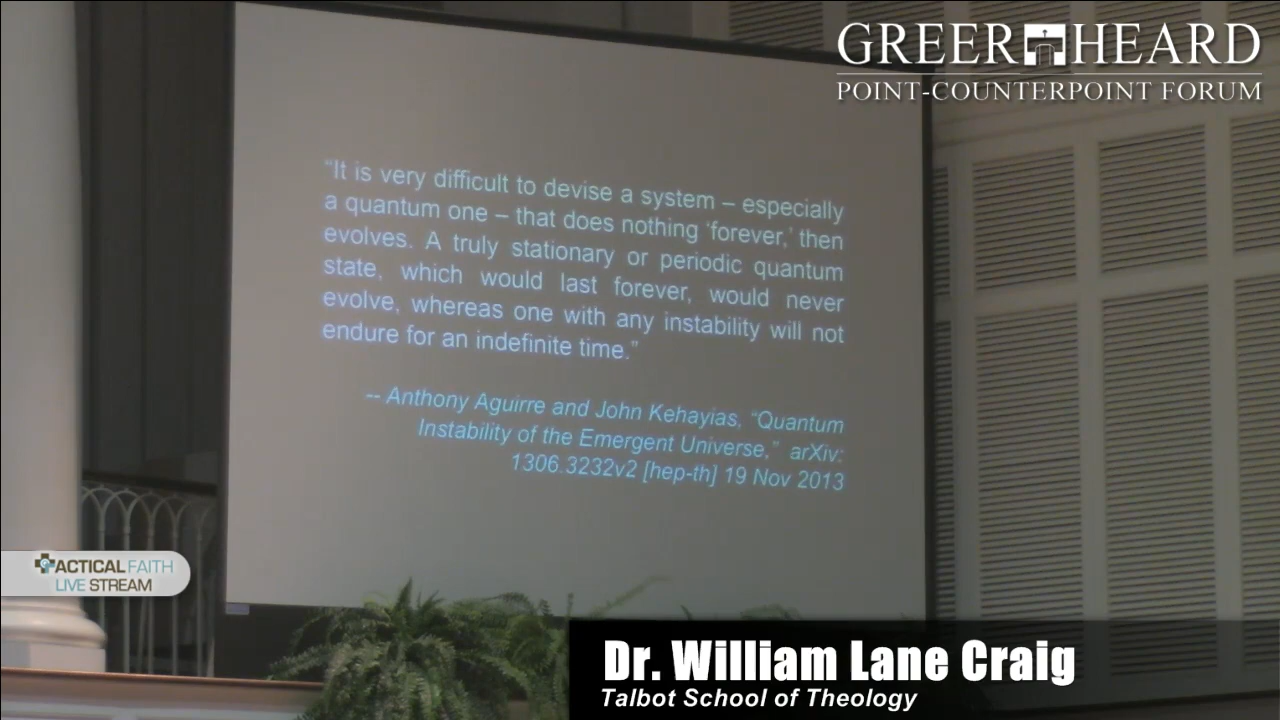 GREER HEARD
POINT-COUNTERPOINT FORUM
“It is very difficult to devise a system – especially
a quantum one – that does nothing ‘forever,’ then
evolves. A truly stationary or periodic quantum
state, which would last forever, would never
evolve, whereas one with any instability will not
endure for an indefinite time.”
-- Anthony Aguirre and John Kehayias, “Quantum
Instability of the Emergent Universe,” arXiv:
1306.3232v2 [hep-th] 19 Nov 2013
TACTICAL FAITH
LIVE STREAM
Dr. William Lane Craig
Talbot School of Theology